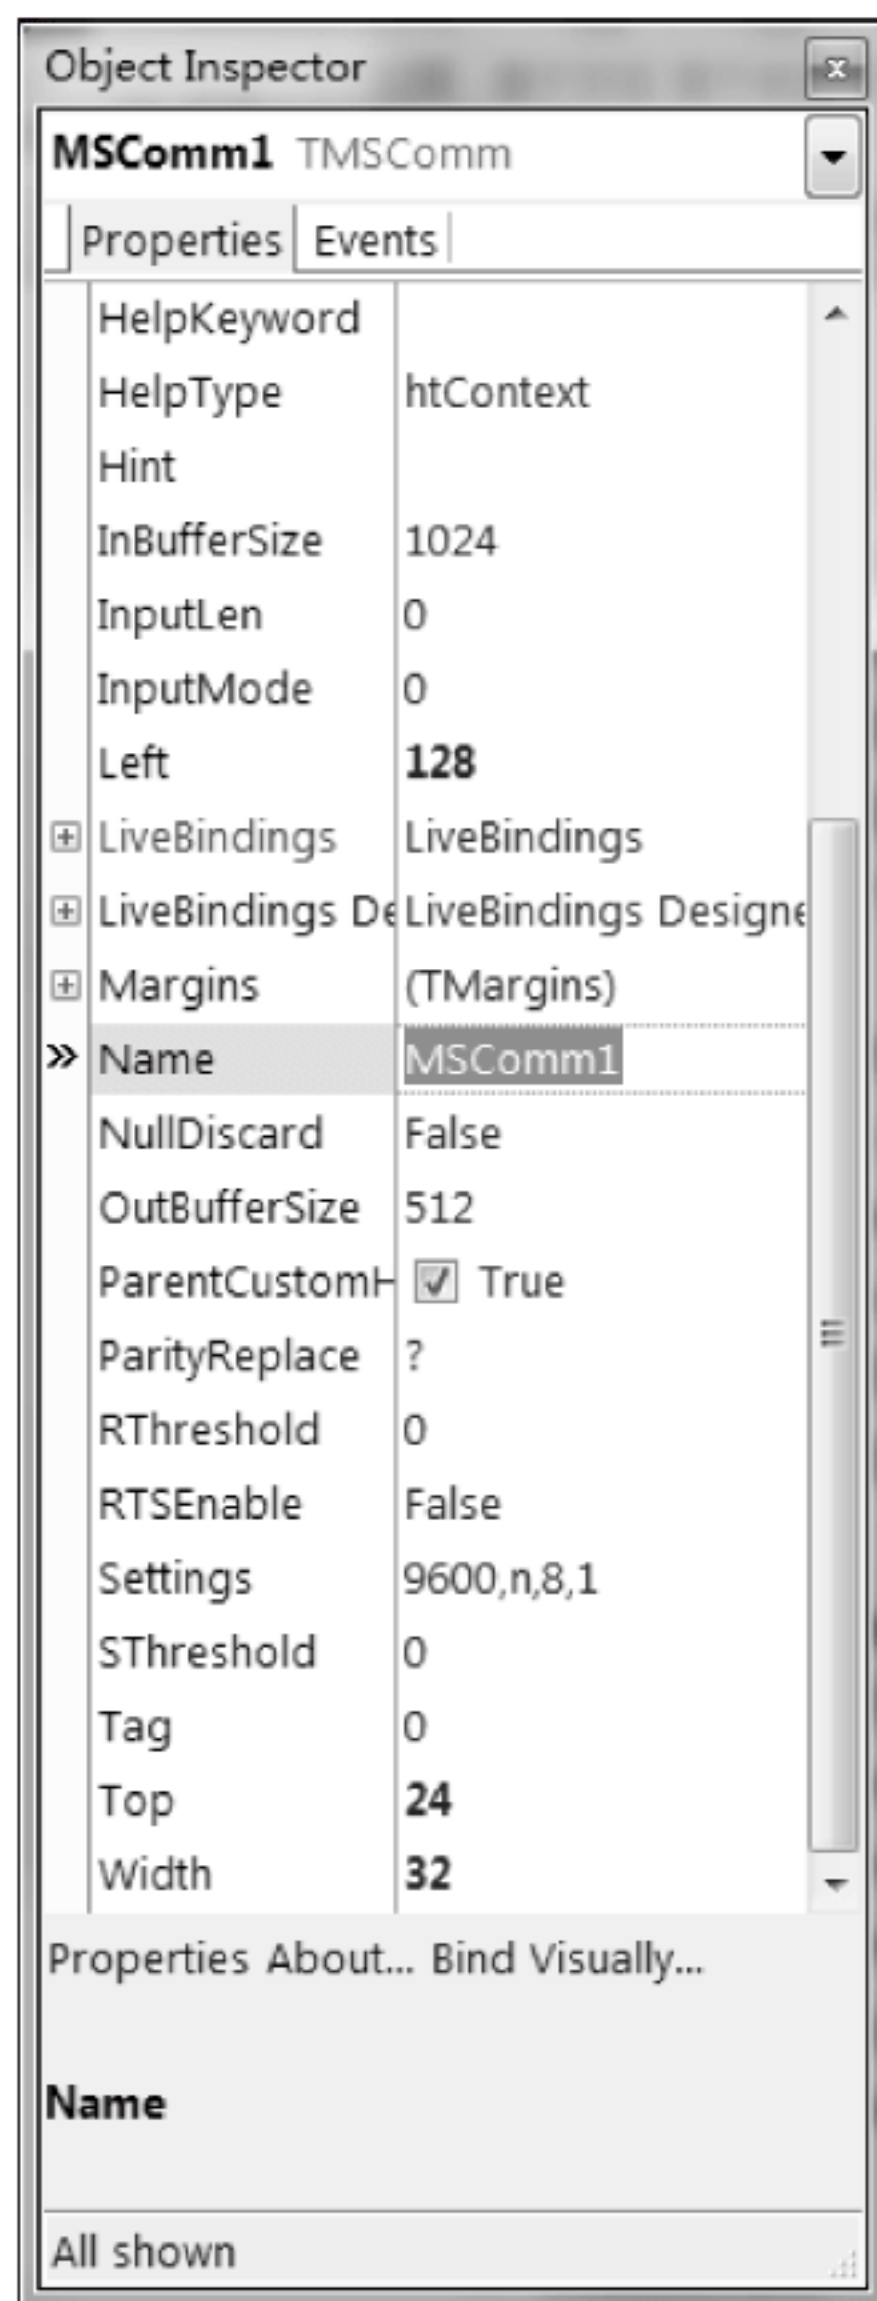 Object Inspector
MSComm1 TMSComm
Properties Events
HelpKeyword
HelpType htContext
Hint
InBufferSize 1024
InputLen 0
InputMode 0
Left 128
LiveBindings LiveBindings
LiveBindings De LiveBindings Designe
Margins (TMargins)
» Name MSComm1
NullDiscard False
OutBufferSize 512
ParentCustomH True
ParityReplace ?
RThreshold 0
RTSEnable False
Settings 9600,n,8,1
SThreshold 0
Tag 0
Top 24
Width 32
Properties About... Bind Visually...
Name
All shown